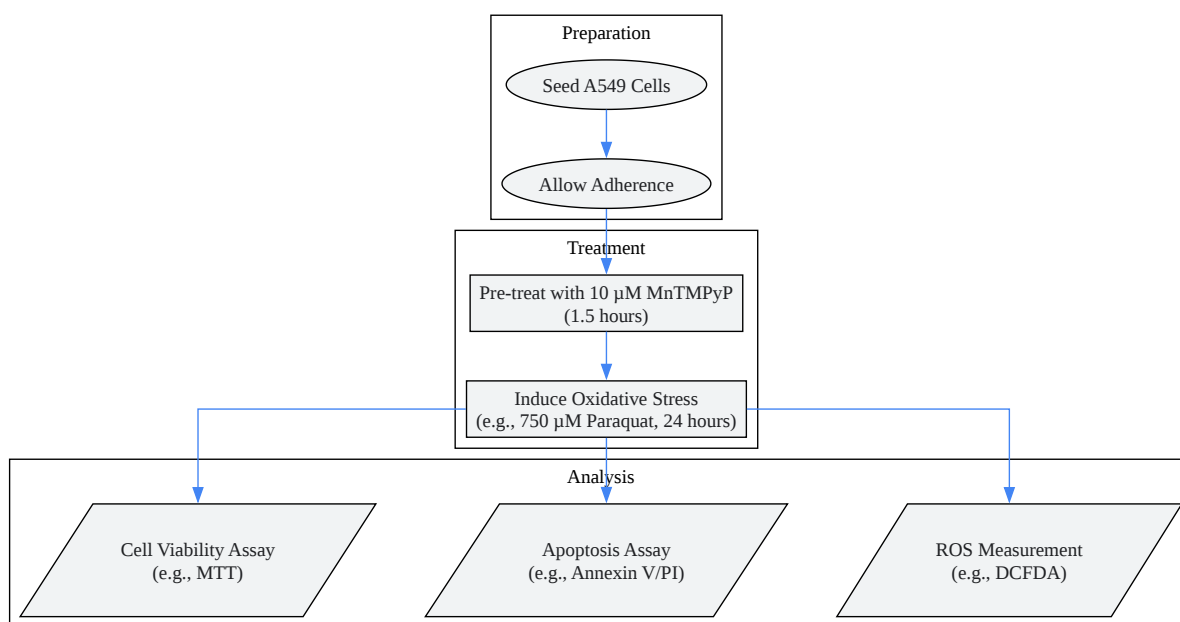 Preparation
Seed A549 Cells
Allow Adherence
Treatment
Pre-treat with 10 µM MnTMPyP
(1.5 hours)
Induce Oxidative Stress
(e.g., 750 µM Paraquat, 24 hours)
Analysis
Cell Viability Assay
(e.g., MTT)
Apoptosis Assay
(e.g., Annexin V/PI)
ROS Measurement
(e.g., DCFDA)